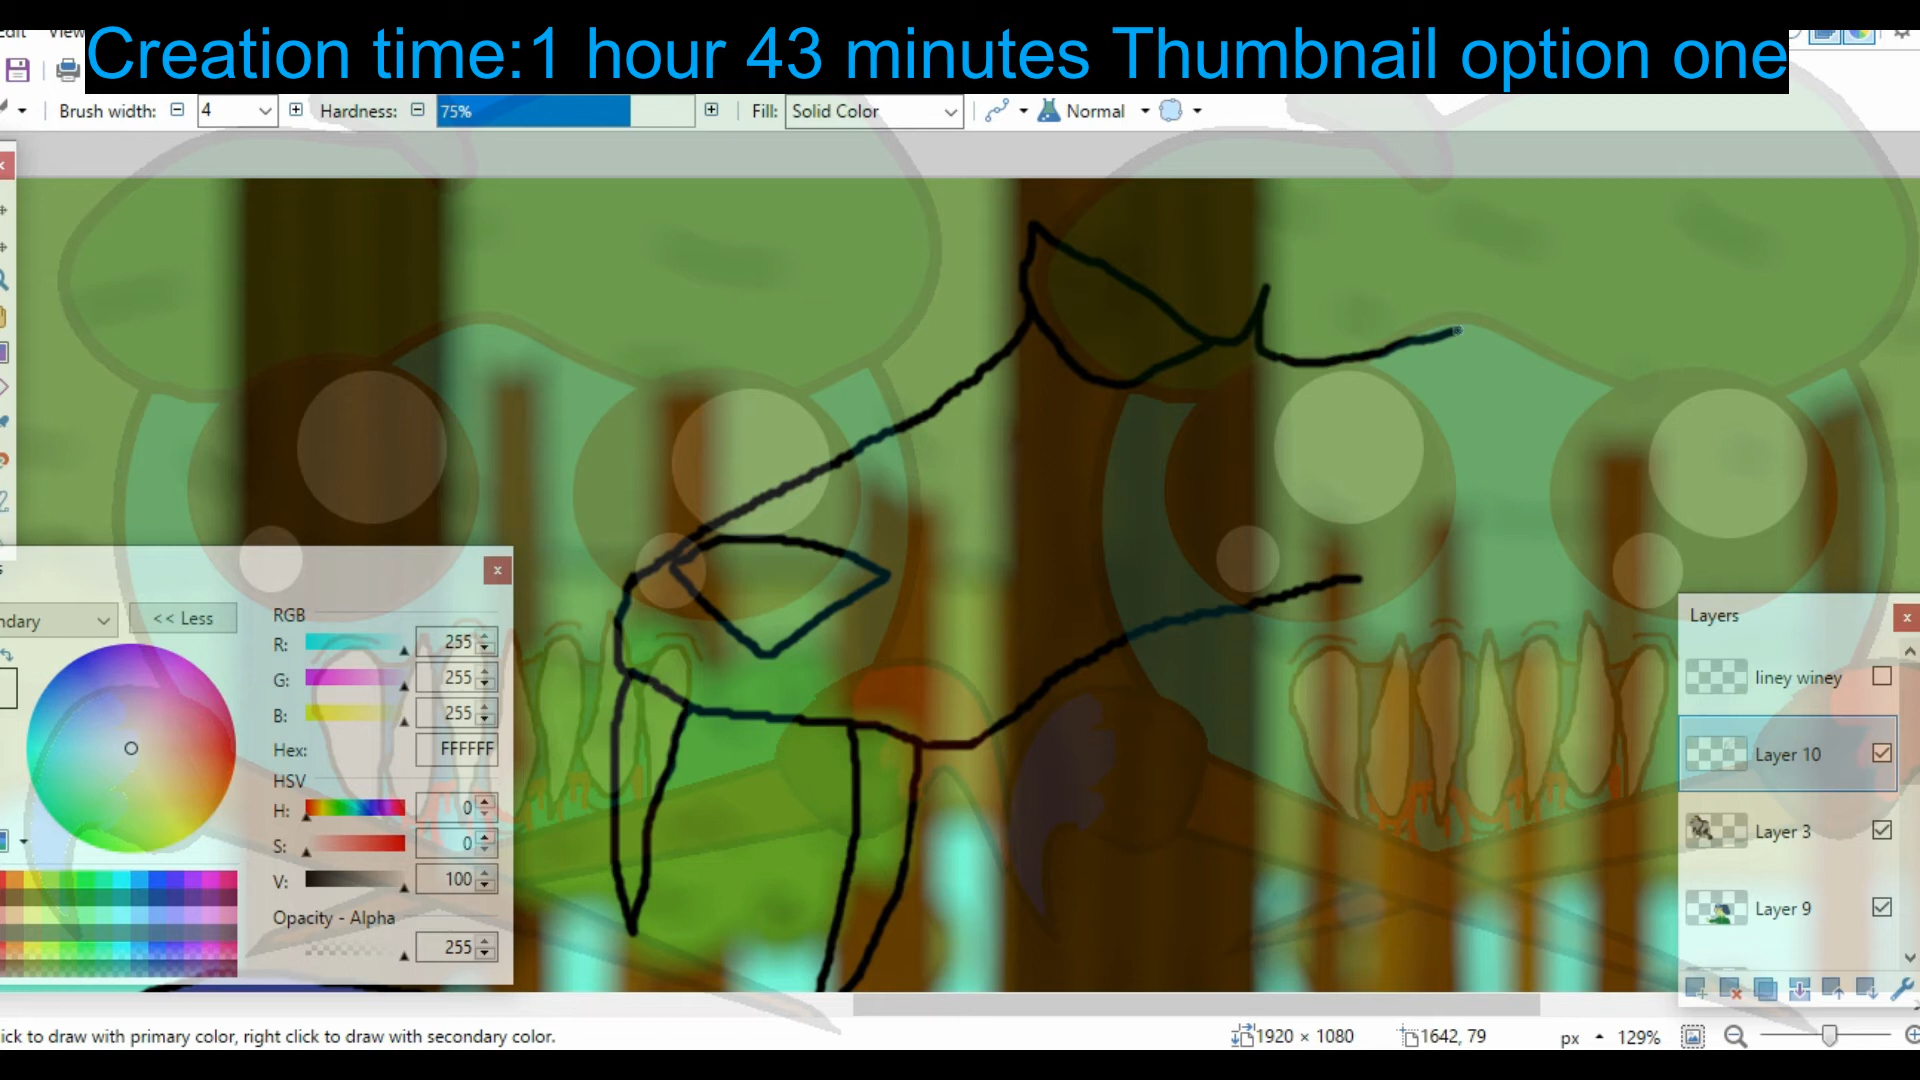 Creation time:1 hour 43 minutes Thumbnail option one
Edit View
Brush width: 4 Hardness: 75% Fill: Solid Color Normal
<< Less
RGB
R: 255
G: 255
B: 255
Hex: FFFFFF
HSV
H: 0
S: 0
V: 100
Opacity - Alpha
255
Layers
liney winey
Layer 10
Layer 3
Layer 9
ick to draw with primary color, right click to draw with secondary color.
1920 × 1080
1642, 79
px
129%